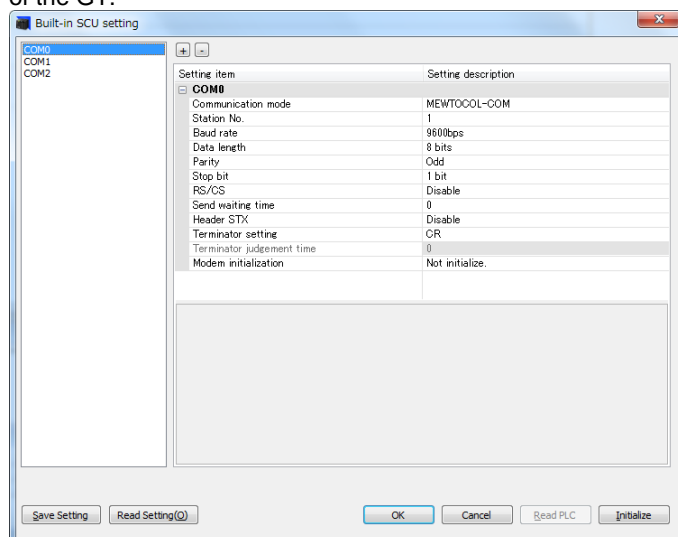 of the GT.
Built-in SCU setting
COM0
COM1
COM2
+ -
Setting item Setting description
COM0
Communication mode MEWTOCOL-COM
Station No. 1
Baud rate 9600bps
Data length 8 bits
Parity Odd
Stop bit 1 bit
RS/CS Disable
Send waiting time 0
Header STX Disable
Terminator setting CR
Terminator judgement time 0
Modem initialization Not initialize.
Save Setting Read Setting(O) OK Cancel Read PLC Initialize